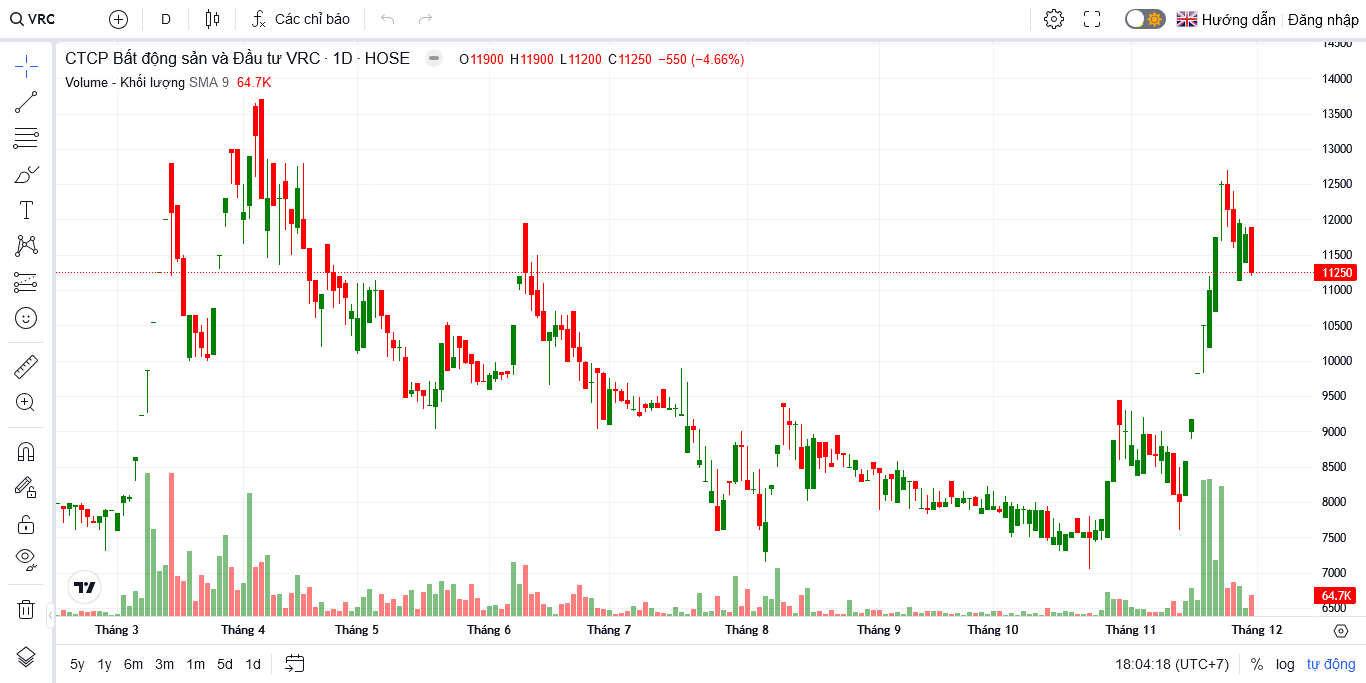 VRC
D
Các chỉ báo
Hướng dẫn
Đăng nhập
CTCP Bất động sản và Đầu tư VRC · 1D · HOSE O11900 H11900 L11200 C11250 −550 (−4.66%)
Volume - Khối lượng SMA 9 64.7K
14500
14000
13500
13000
12500
12000
11500
11250
11000
10500
10000
9500
9000
8500
8000
7500
7000
64.7K
6500
Tháng 3 Tháng 4 Tháng 5 Tháng 6 Tháng 7 Tháng 8 Tháng 9 Tháng 10 Tháng 11 Tháng 12
5y 1y 6m 3m 1m 5d 1d
18:04:18 (UTC+7) % log tự động